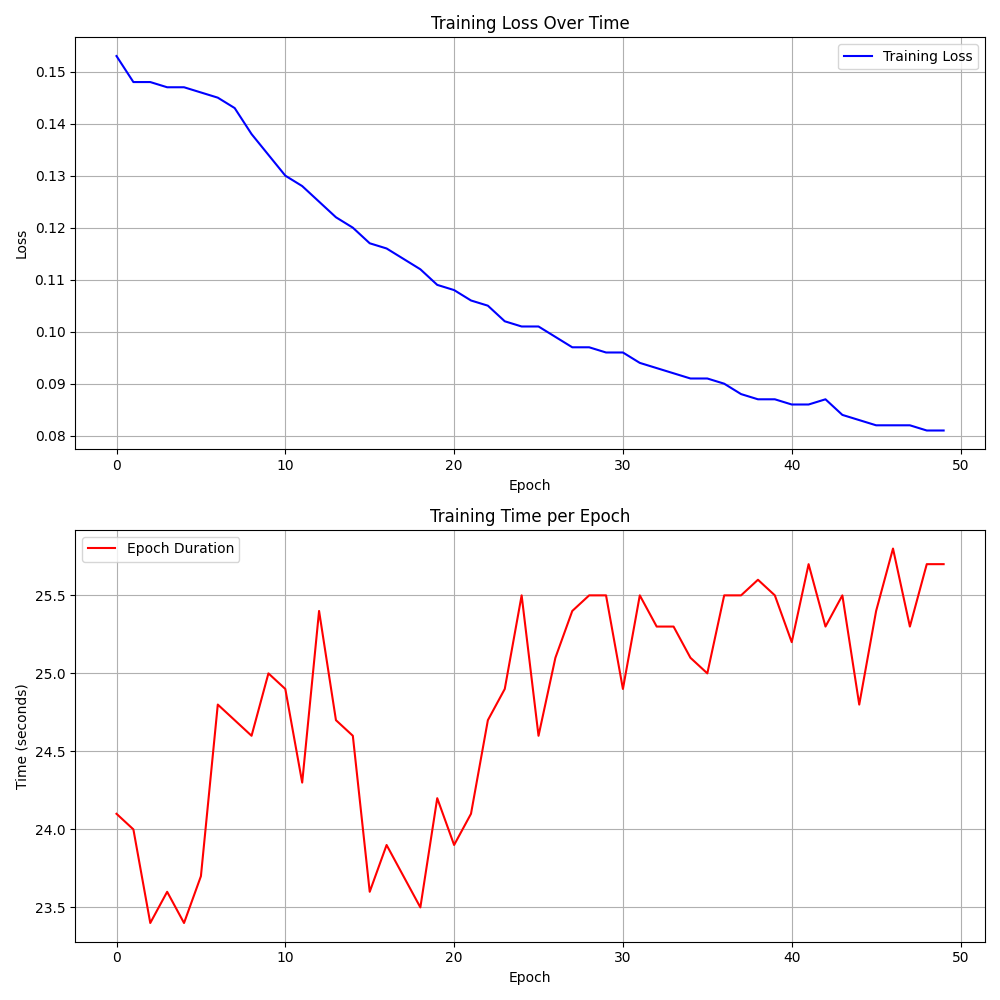 Training Loss Over Time
Training Loss
0.15
0.14
0.13
0.12
0.11
0.10
0.09
0.08
Loss
0 10 20 30 40 50
Epoch
Training Time per Epoch
Epoch Duration
25.5
25.0
24.5
24.0
23.5
Time (seconds)
0 10 20 30 40 50
Epoch